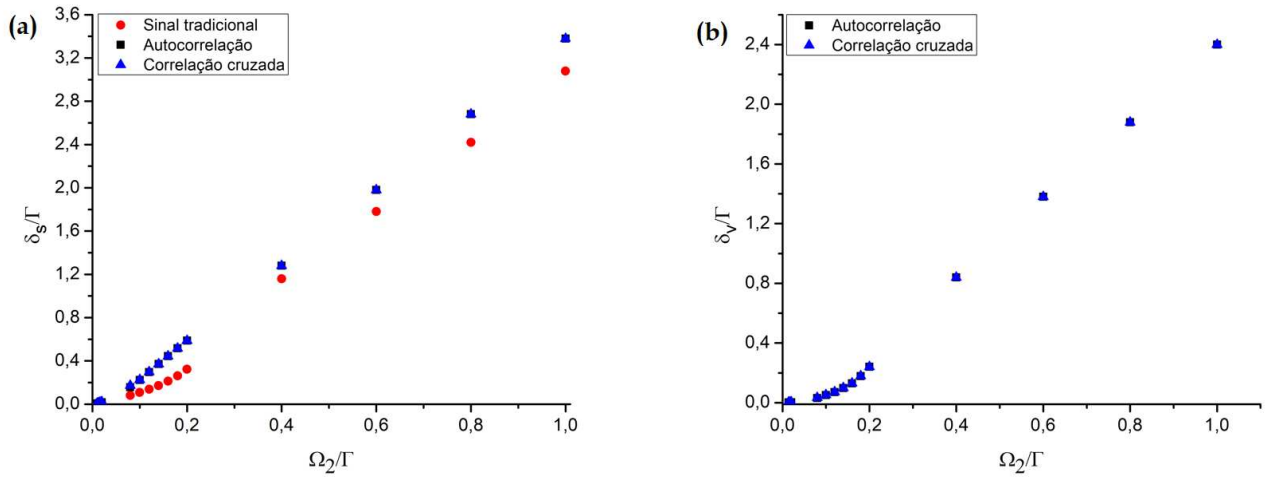 (a)
Sinal tradicional
Autocorrelação
Correlação cruzada
3,6
3,2
2,8
2,4
2,0
1,6
1,2
0,8
0,4
0,0
δs/Γ
0,0 0,2 0,4 0,6 0,8 1,0
Ω2/Γ
(b)
Autocorrelação
Correlação cruzada
2,4
2,0
1,6
1,2
0,8
0,4
0,0
δv/Γ
0,0 0,2 0,4 0,6 0,8 1,0
Ω2/Γ